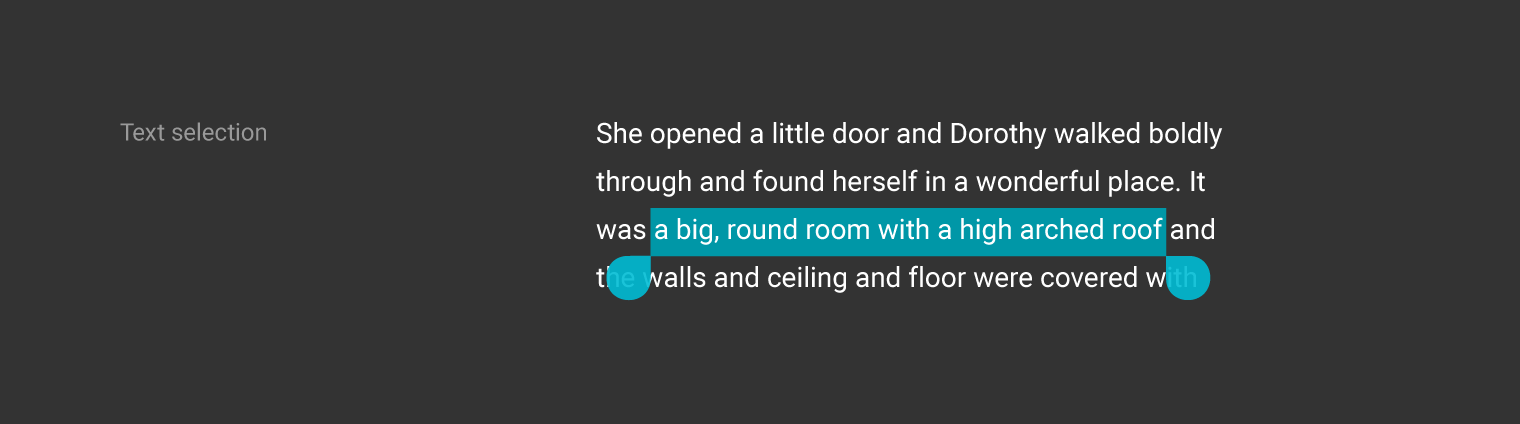 Text selection
She opened a little door and Dorothy walked boldly
through and found herself in a wonderful place. It
was a big, round room with a high arched roof and
the walls and ceiling and floor were covered with